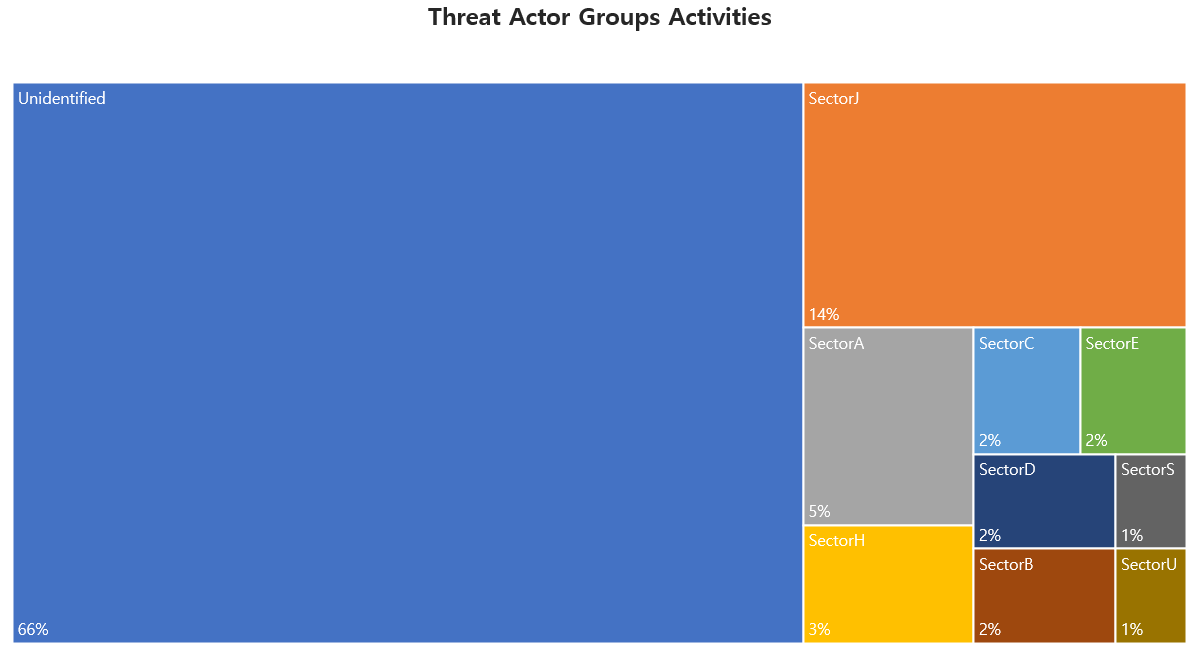 Threat Actor Groups Activities
Unidentified
66%
SectorJ
14%
SectorA
5%
SectorH
3%
SectorC
2%
SectorE
2%
SectorD
2%
SectorS
1%
SectorB
2%
SectorU
1%